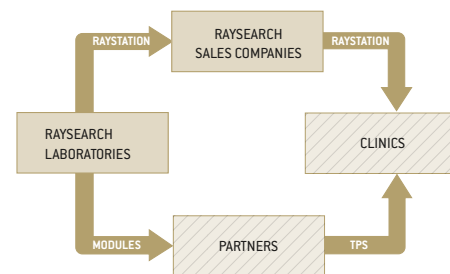 RAYSTATION
RAYSEARCH
SALES COMPANIES
RAYSTATION
RAYSEARCH
LABORATORIES
CLINICS
MODULES
PARTNERS
TPS